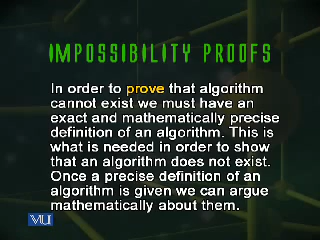 IMPOSSIBILITY PROOFS
In order to prove that algorithm
cannot exist we must have an
exact and mathematically precise
definition of an algorithm. This is
what is needed in order to show
that an algorithm does not exist.
Once a precise definition of an
algorithm is given we can argue
mathematically about them.
VU